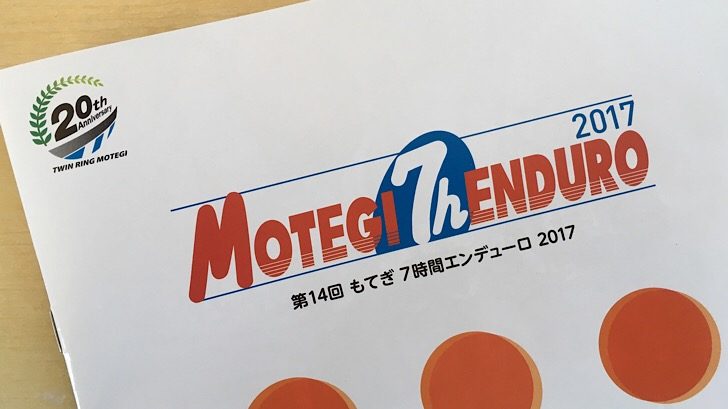 20th
Anniversary
TWIN RING MOTEGI
2017
MOTEGI 7h ENDURO
第14回 もてぎ 7時間エンデューロ 2017